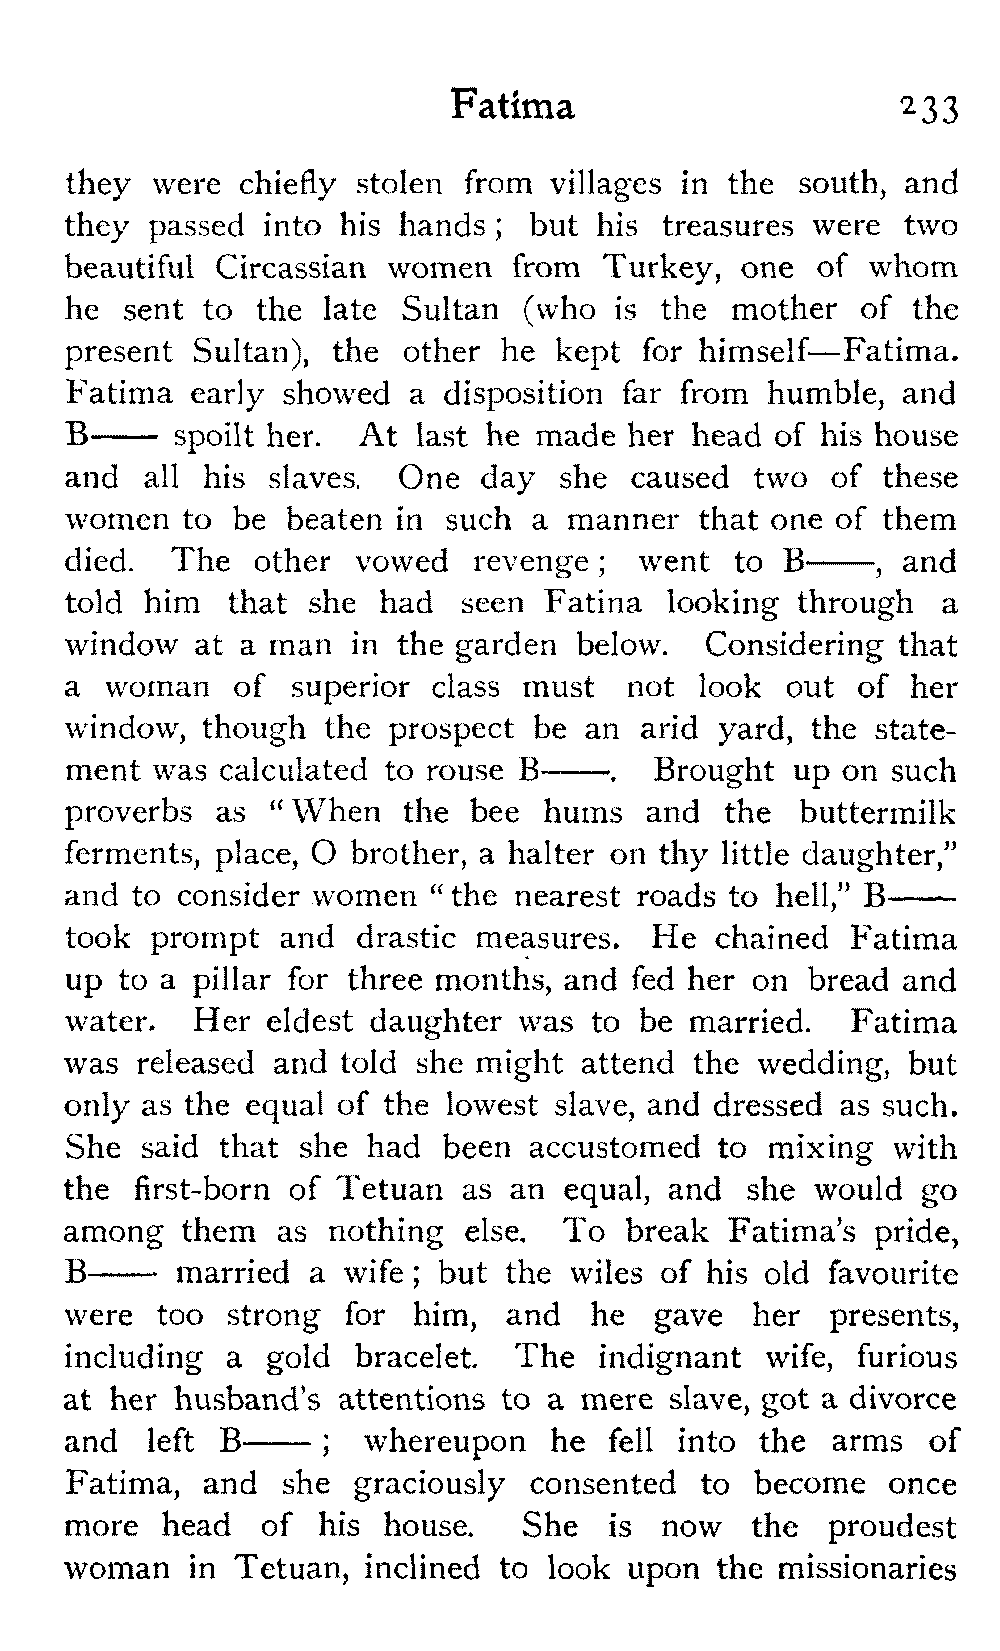 Fatima 233
they were chiefly stolen from villages in the south, and
they passed into his hands ; but his treasures were two
beautiful Circassian women from Turkey, one of whom
he sent to the late Sultan (who is the mother of the
present Sultan), the other he kept for himself—Fatima.
Fatima early showed a disposition far from humble, and
B—— spoilt her. At last he made her head of his house
and all his slaves. One day she caused two of these
women to be beaten in such a manner that one of them
died. The other vowed revenge ; went to B——, and
told him that she had seen Fatina looking through a
window at a man in the garden below. Considering that
a woman of superior class must not look out of her
window, though the prospect be an arid yard, the state-
ment was calculated to rouse B——. Brought up on such
proverbs as “ When the bee hums and the buttermilk
ferments, place, O brother, a halter on thy little daughter,”
and to consider women “ the nearest roads to hell,” B——
took prompt and drastic measures. He chained Fatima
up to a pillar for three months, and fed her on bread and
water. Her eldest daughter was to be married. Fatima
was released and told she might attend the wedding, but
only as the equal of the lowest slave, and dressed as such.
She said that she had been accustomed to mixing with
the first-born of Tetuan as an equal, and she would go
among them as nothing else. To break Fatima’s pride,
B—— married a wife ; but the wiles of his old favourite
were too strong for him, and he gave her presents,
including a gold bracelet. The indignant wife, furious
at her husband’s attentions to a mere slave, got a divorce
and left B—— ; whereupon he fell into the arms of
Fatima, and she graciously consented to become once
more head of his house. She is now the proudest
woman in Tetuan, inclined to look upon the missionaries